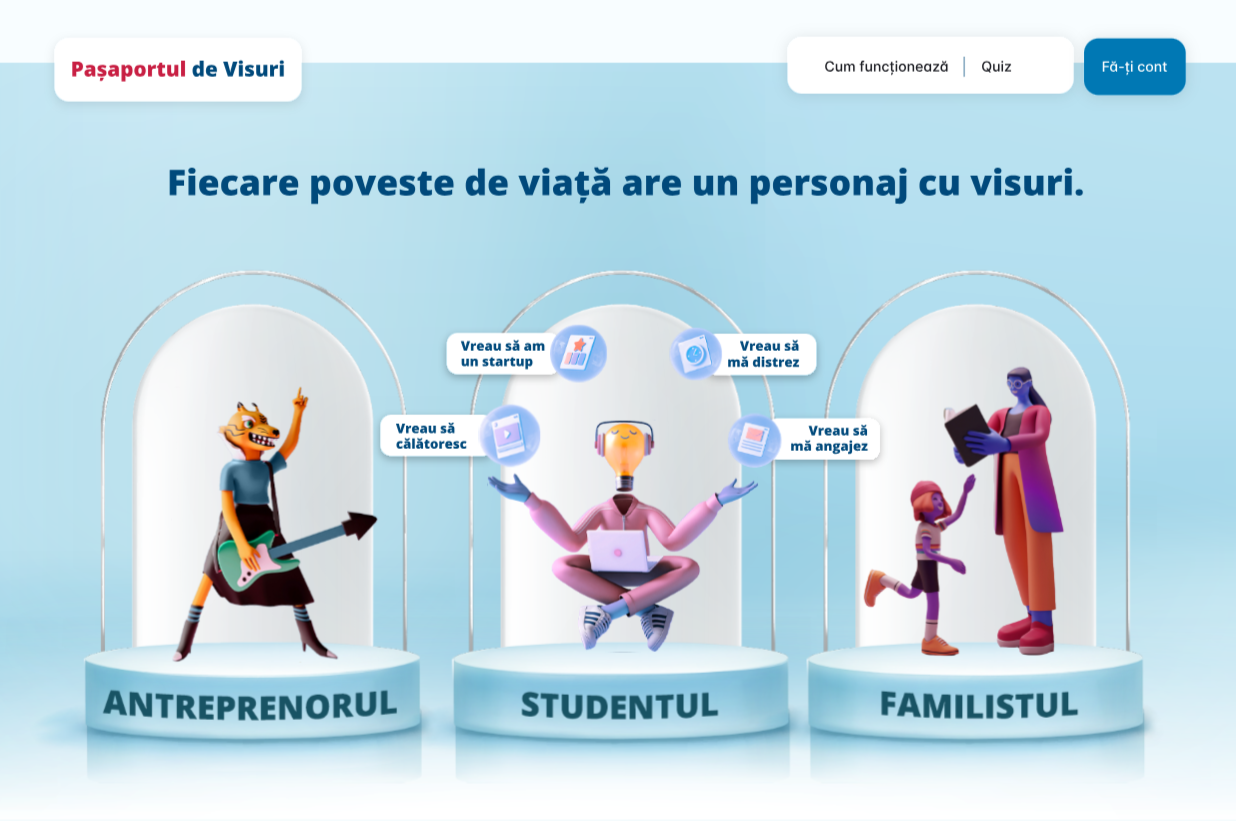 Pașaportul de Visuri
Cum funcționează
Quiz
Fă-ți cont
Fiecare poveste de viață are un personaj cu visuri.
Vreau să am
un startup
Vreau să
mă distrez
Vreau să
călătoresc
Vreau să
mă angajez
ANTREPRENORUL
STUDENTUL
FAMILISTUL